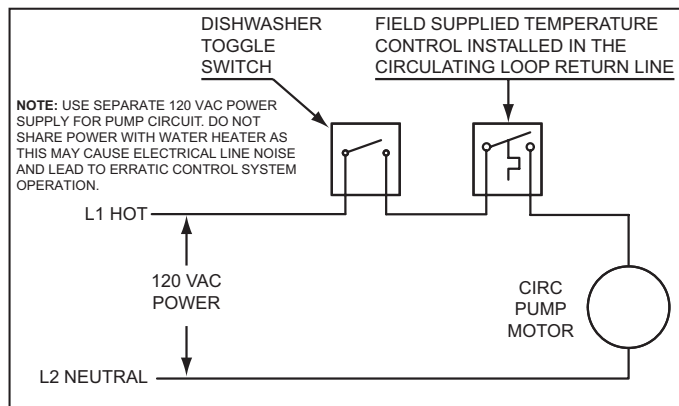 DISHWASHER
TOGGLE
SWITCH
FIELD SUPPLIED TEMPERATURE
CONTROL INSTALLED IN THE
CIRCULATING LOOP RETURN LINE
NOTE: USE SEPARATE 120 VAC POWER
SUPPLY FOR PUMP CIRCUIT. DO NOT
SHARE POWER WITH WATER HEATER AS
THIS MAY CAUSE ELECTRICAL LINE NOISE
AND LEAD TO ERRATIC CONTROL SYSTEM
OPERATION.
L1 HOT
120 VAC
POWER
CIRC
PUMP
MOTOR
L2 NEUTRAL